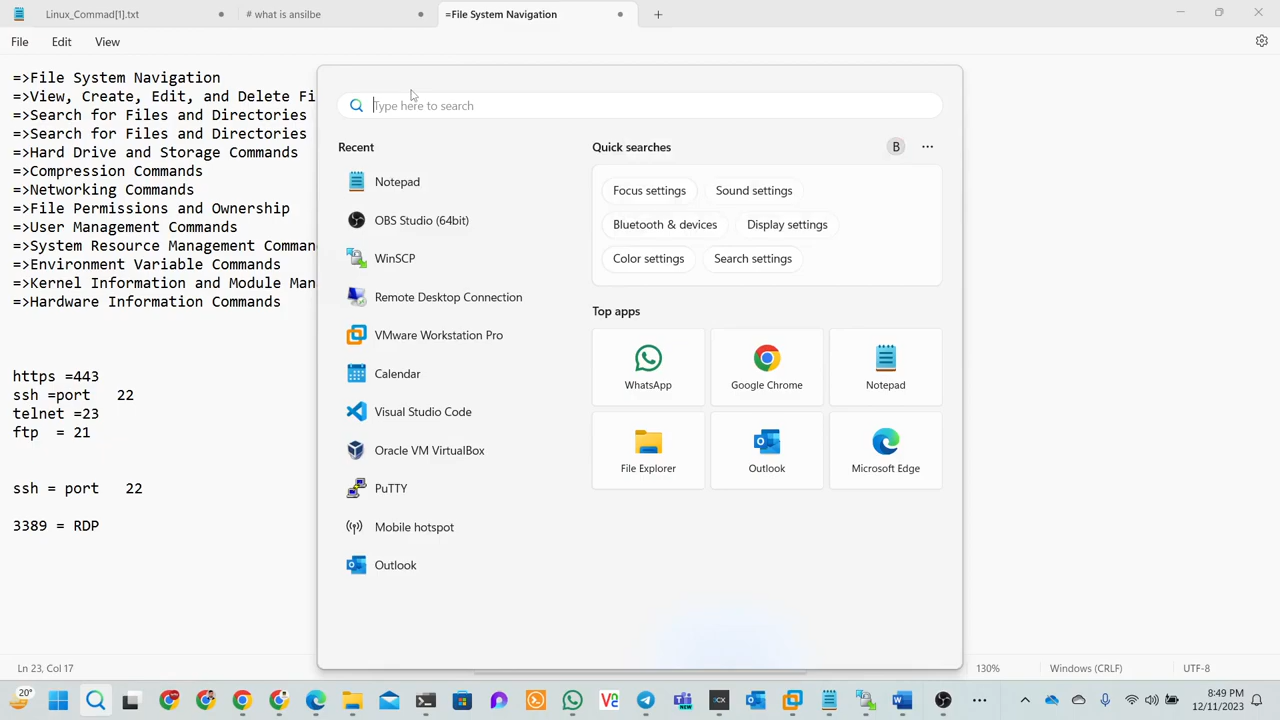 Linux_Commad[1].txt
# what is ansilbe
=File System Navigation
File
Edit
View
=>File System Navigation
=>View, Create, Edit, and Delete Fi
=>Search for Files and Directories
=>Search for Files and Directories
=>Hard Drive and Storage Commands
=>Compression Commands
=>Networking Commands
=>File Permissions and Ownership
=>User Management Commands
=>System Resource Management Comman
=>Environment Variable Commands
=>Kernel Information and Module Man
=>Hardware Information Commands
https =443
ssh =port   22
telnet =23
ftp  = 21
ssh = port   22
3389 = RDP
Type here to search
Recent
Notepad
OBS Studio (64bit)
WinSCP
Remote Desktop Connection
VMware Workstation Pro
Calendar
Visual Studio Code
Oracle VM VirtualBox
PuTTY
Mobile hotspot
Outlook
Quick searches
B
Focus settings
Sound settings
Bluetooth & devices
Display settings
Color settings
Search settings
Top apps
WhatsApp
Google Chrome
Notepad
File Explorer
Outlook
Microsoft Edge
Ln 23, Col 17
130%
Windows (CRLF)
UTF-8
20°
NEW
8:49 PM
12/11/2023